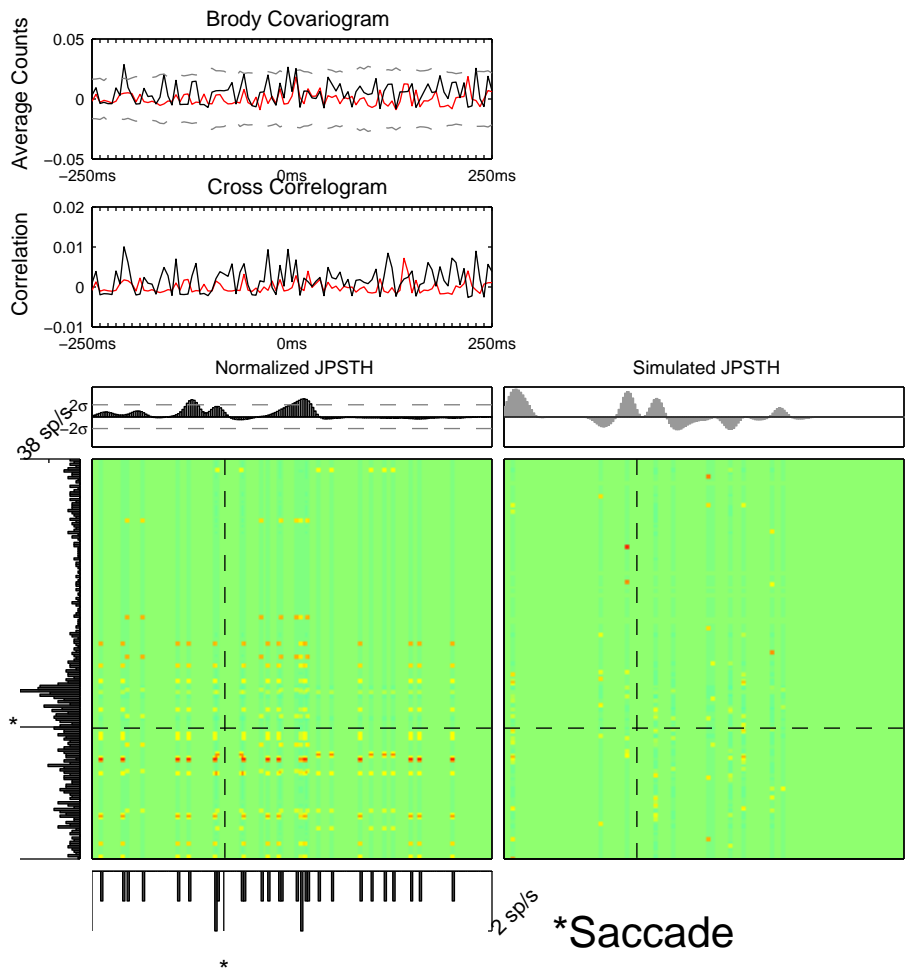 Brody Covariogram
Average Counts
0.05
0
−0.05
−250ms
0ms
250ms
Cross Correlogram
Correlation
0.02
0.01
0
−0.01
−250ms
0ms
250ms
Normalized JPSTH
Simulated JPSTH
2σ
−2σ
38 sp/s
*
2 sp/s
*Saccade
*